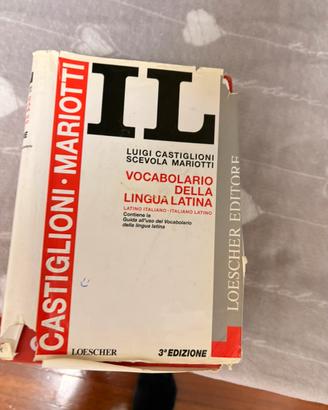 IL
LUIGI CASTIGLIONI
SCEVOLA MARIOTTI
VOCABOLARIO
DELLA
LINGUA LATINA
LATINO ITALIANO - ITALIANO LATINO
Contiene la
Guida all'uso del Vocabolario
della lingua latina
LOESCHER
3ª EDIZIONE
CASTIGLIONI · MARIOTTI
LOESCHER EDITORE